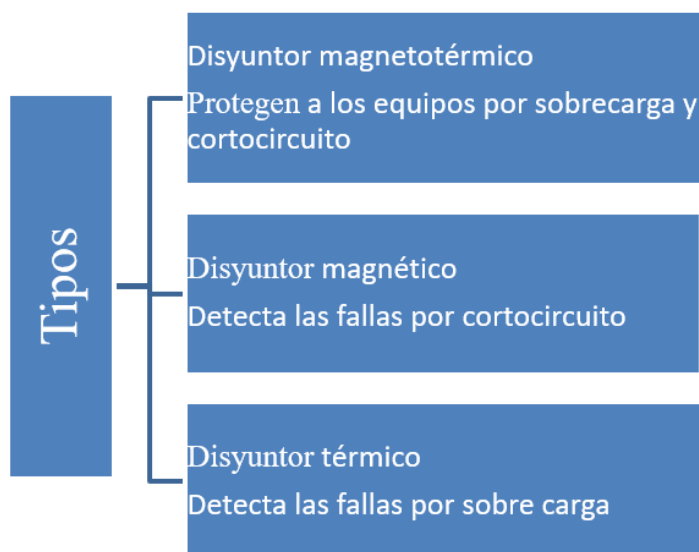 Tipos
Disyuntor magnetotérmico
Protegen a los equipos por sobrecarga y
cortocircuito
Disyuntor magnético
Detecta las fallas por cortocircuito
Disyuntor térmico
Detecta las fallas por sobre carga